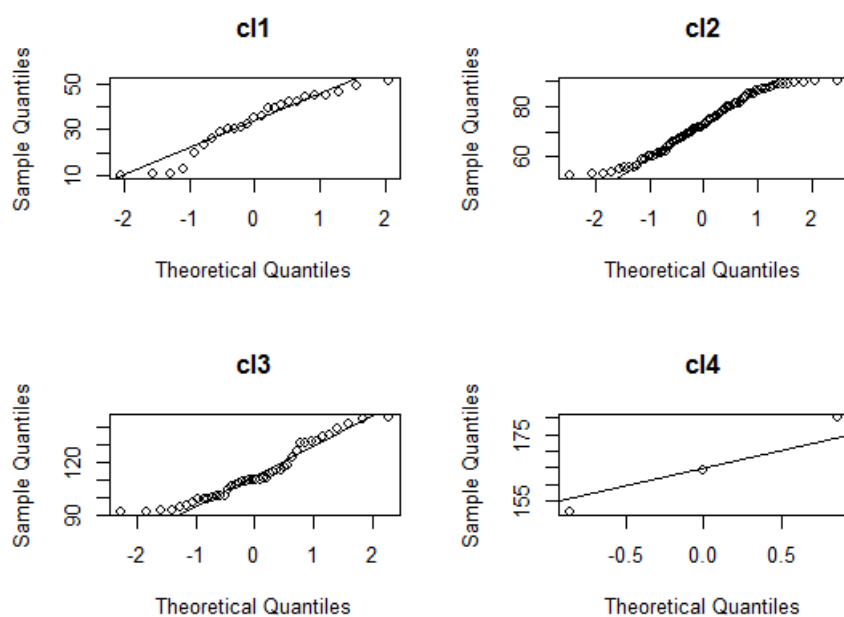 cl1
Sample Quantiles
50
30
10
-2 -1 0 1 2
Theoretical Quantiles
cl2
Sample Quantiles
80
60
-2 -1 0 1 2
Theoretical Quantiles
cl3
Sample Quantiles
120
90
-2 -1 0 1 2
Theoretical Quantiles
cl4
Sample Quantiles
175
155
-0.5 0.0 0.5
Theoretical Quantiles